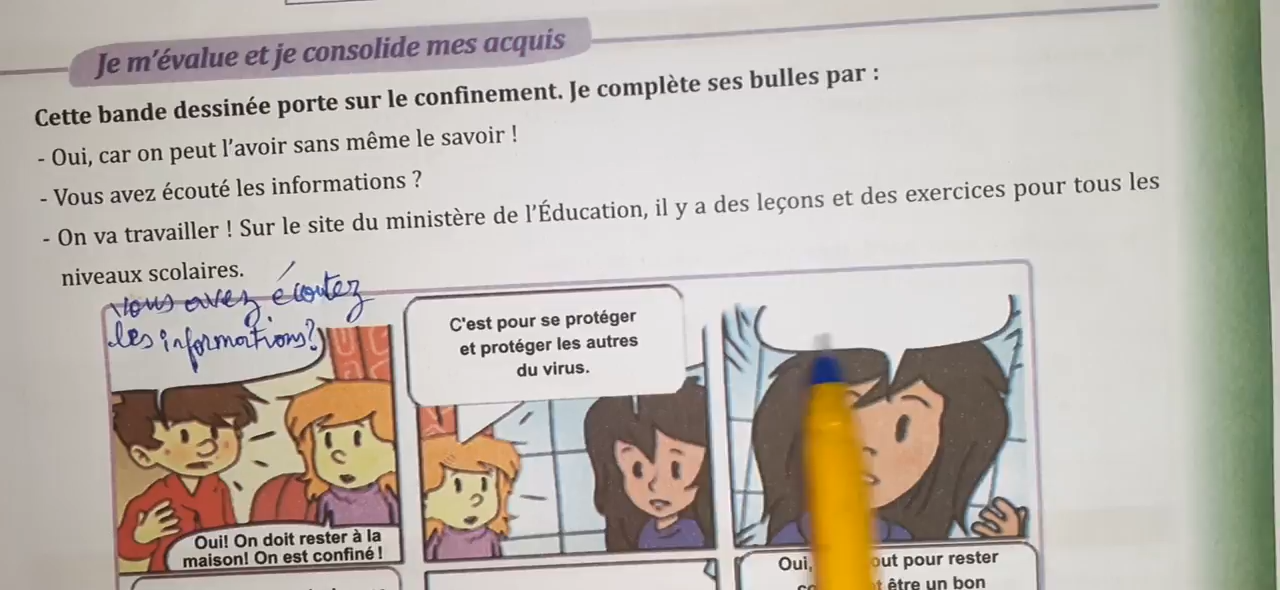 Je m'évalue et je consolide mes acquis
Cette bande dessinée porte sur le confinement. Je complète ses bulles par :
- Oui, car on peut l'avoir sans même le savoir !
- Vous avez écouté les informations ?
- On va travailler ! Sur le site du ministère de l'Éducation, il y a des leçons et des exercices pour tous les
niveaux scolaires.
vous avez écoutez
les informations?
C'est pour se protéger
et protéger les autres
du virus.
Oui! On doit rester à la
maison! On est confiné !
Oui, out pour rester
être un bon